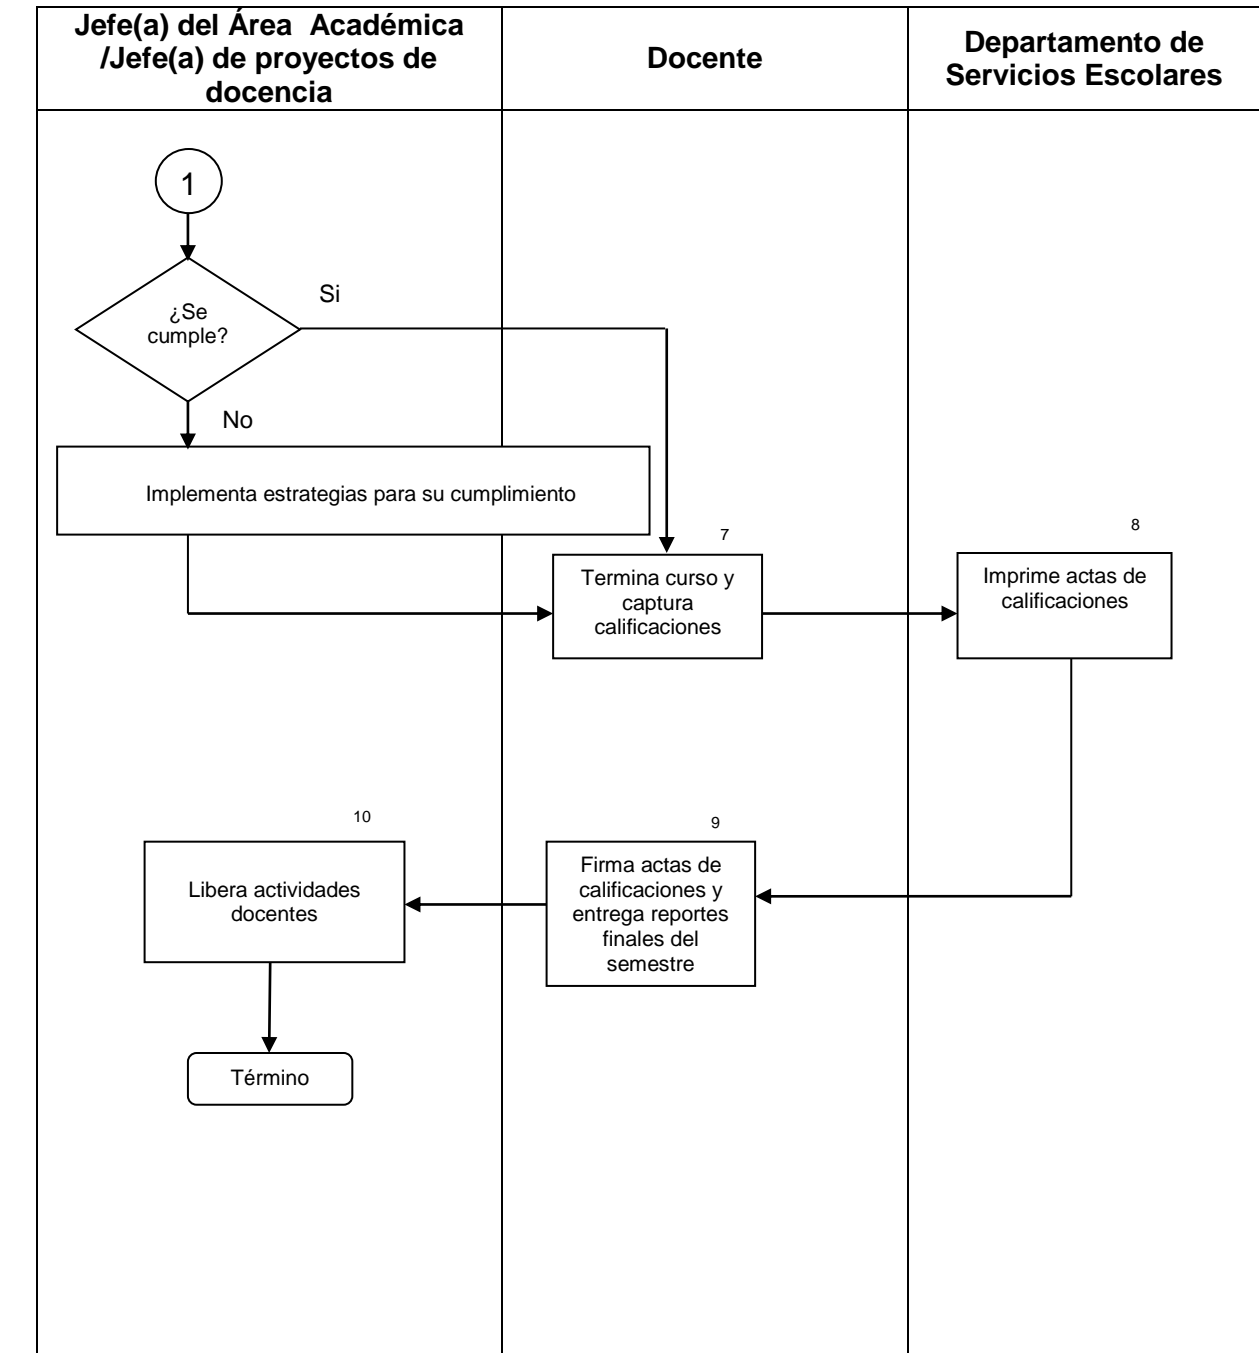 Jefe(a) del Área  Académica
/Jefe(a) de proyectos de
docencia
Docente
Departamento de
Servicios Escolares
1
¿Se
cumple?
Si
No
Implementa estrategias para su cumplimiento
7
Termina curso y
captura
calificaciones
8
Imprime actas de
calificaciones
10
Libera actividades
docentes
9
Firma actas de
calificaciones y
entrega reportes
finales del
semestre
Término